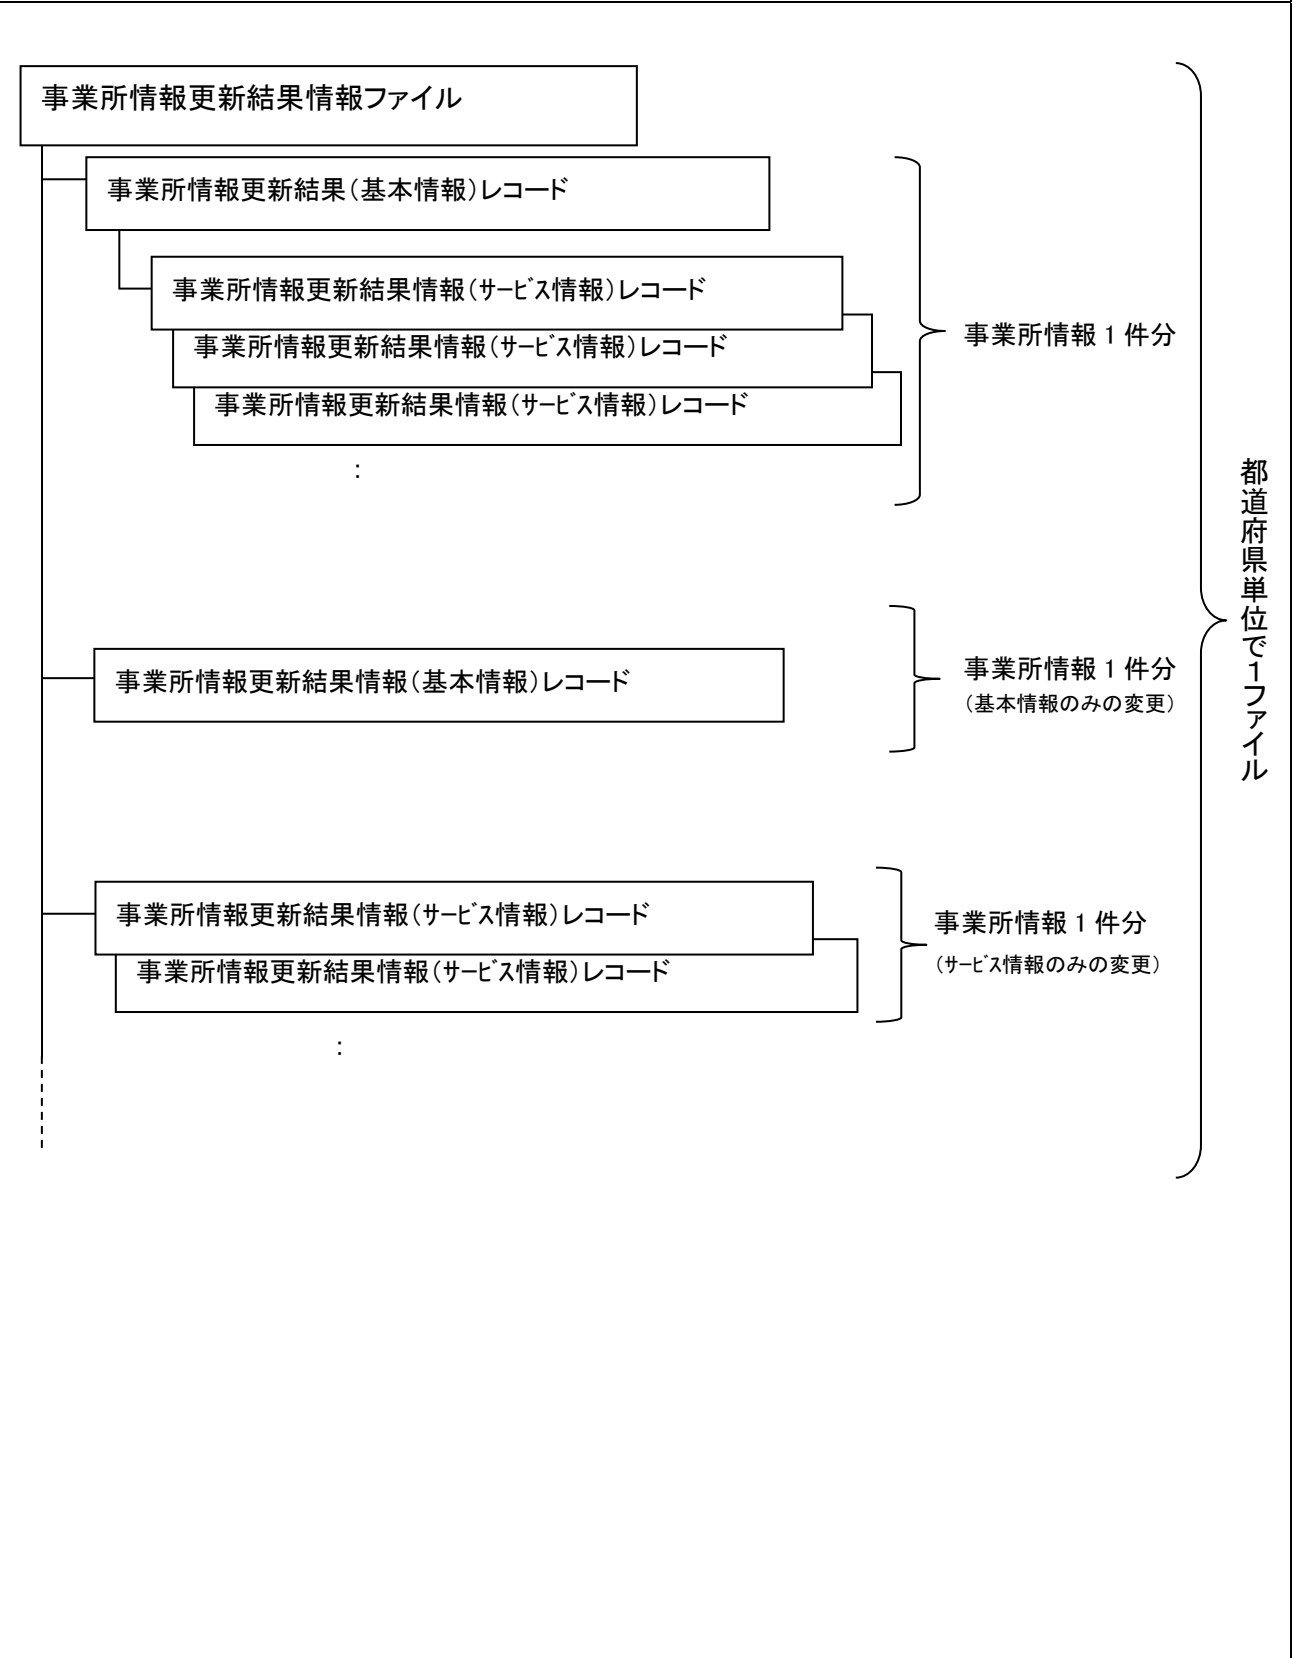 事業所情報更新結果情報ファイル
事業所情報更新結果（基本情報）レコード
事業所情報更新結果情報（ｻｰﾋﾞｽ情報）レコード
事業所情報更新結果情報（ｻｰﾋﾞｽ情報）レコード
事業所情報更新結果情報（ｻｰﾋﾞｽ情報）レコード
：
事業所情報 1 件分
事業所情報更新結果情報（基本情報）レコード
事業所情報 1 件分
（基本情報のみの変更）
事業所情報更新結果情報（ｻｰﾋﾞｽ情報）レコード
事業所情報更新結果情報（ｻｰﾋﾞｽ情報）レコード
：
事業所情報 1 件分
（ｻｰﾋﾞｽ情報のみの変更）
都道府県単位で１ファイル